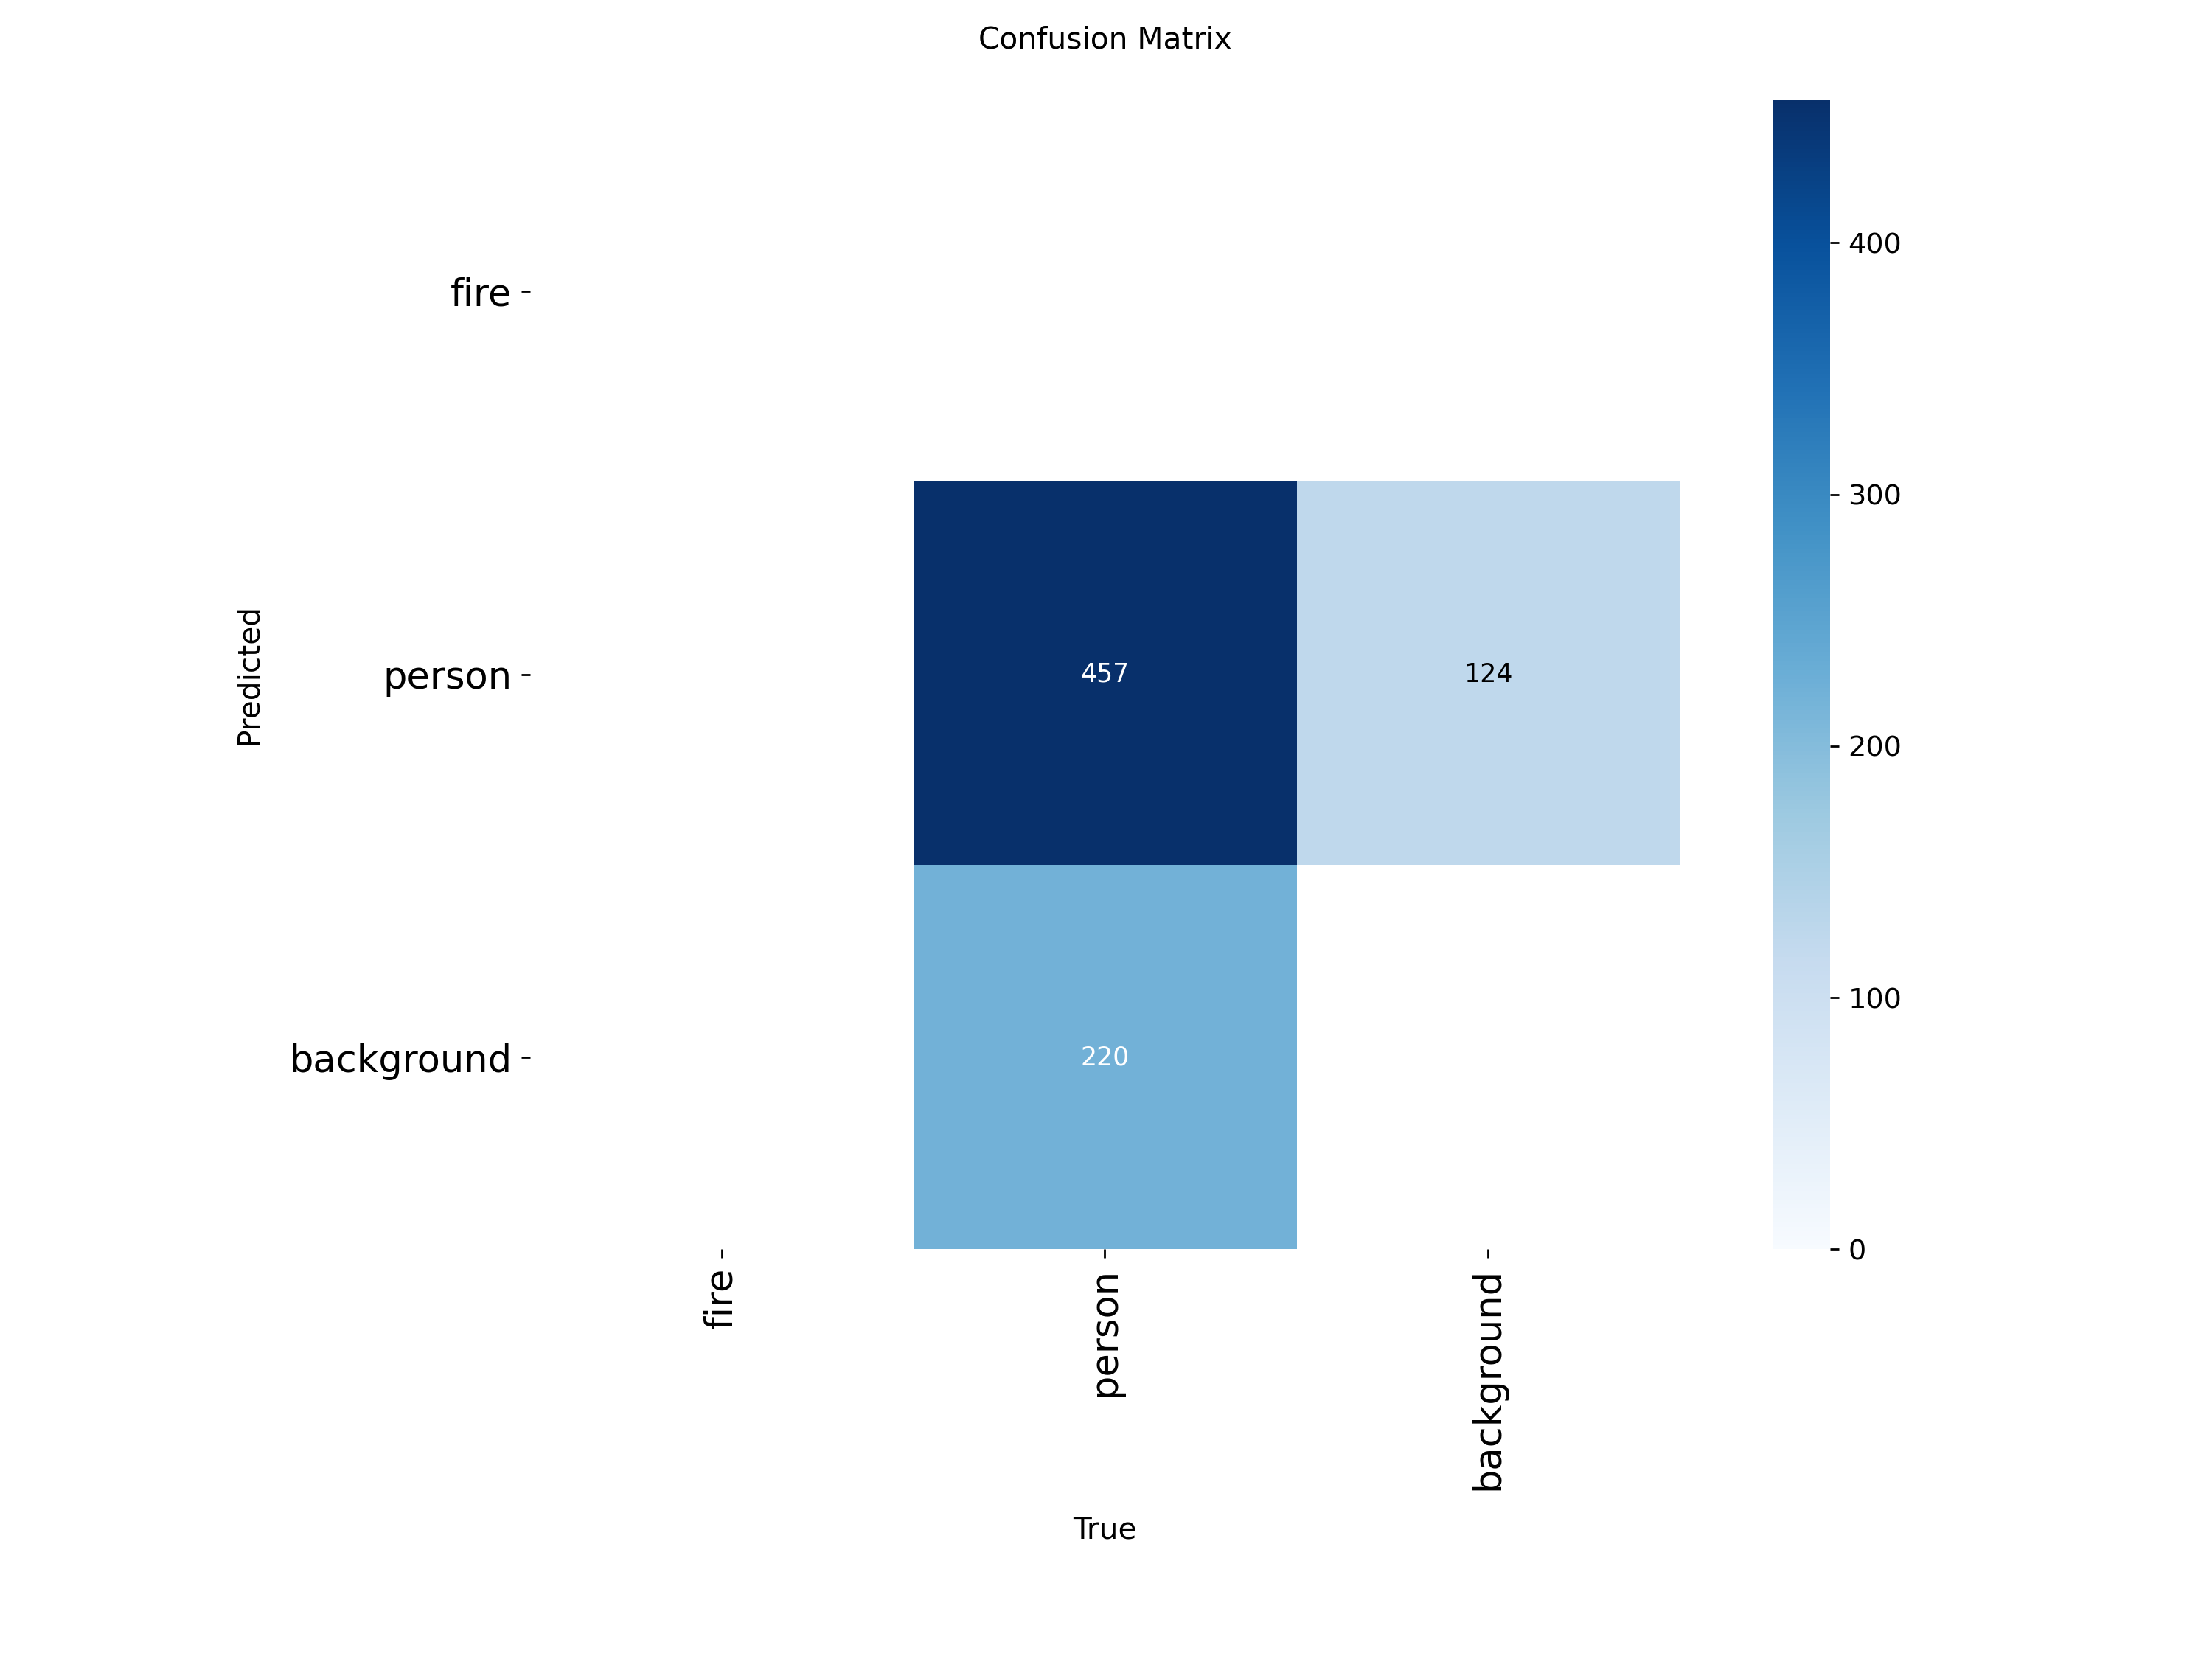 Confusion Matrix
400
fire
300
Predicted
person
457
124
200
100
background
220
0
fire
person
background
True